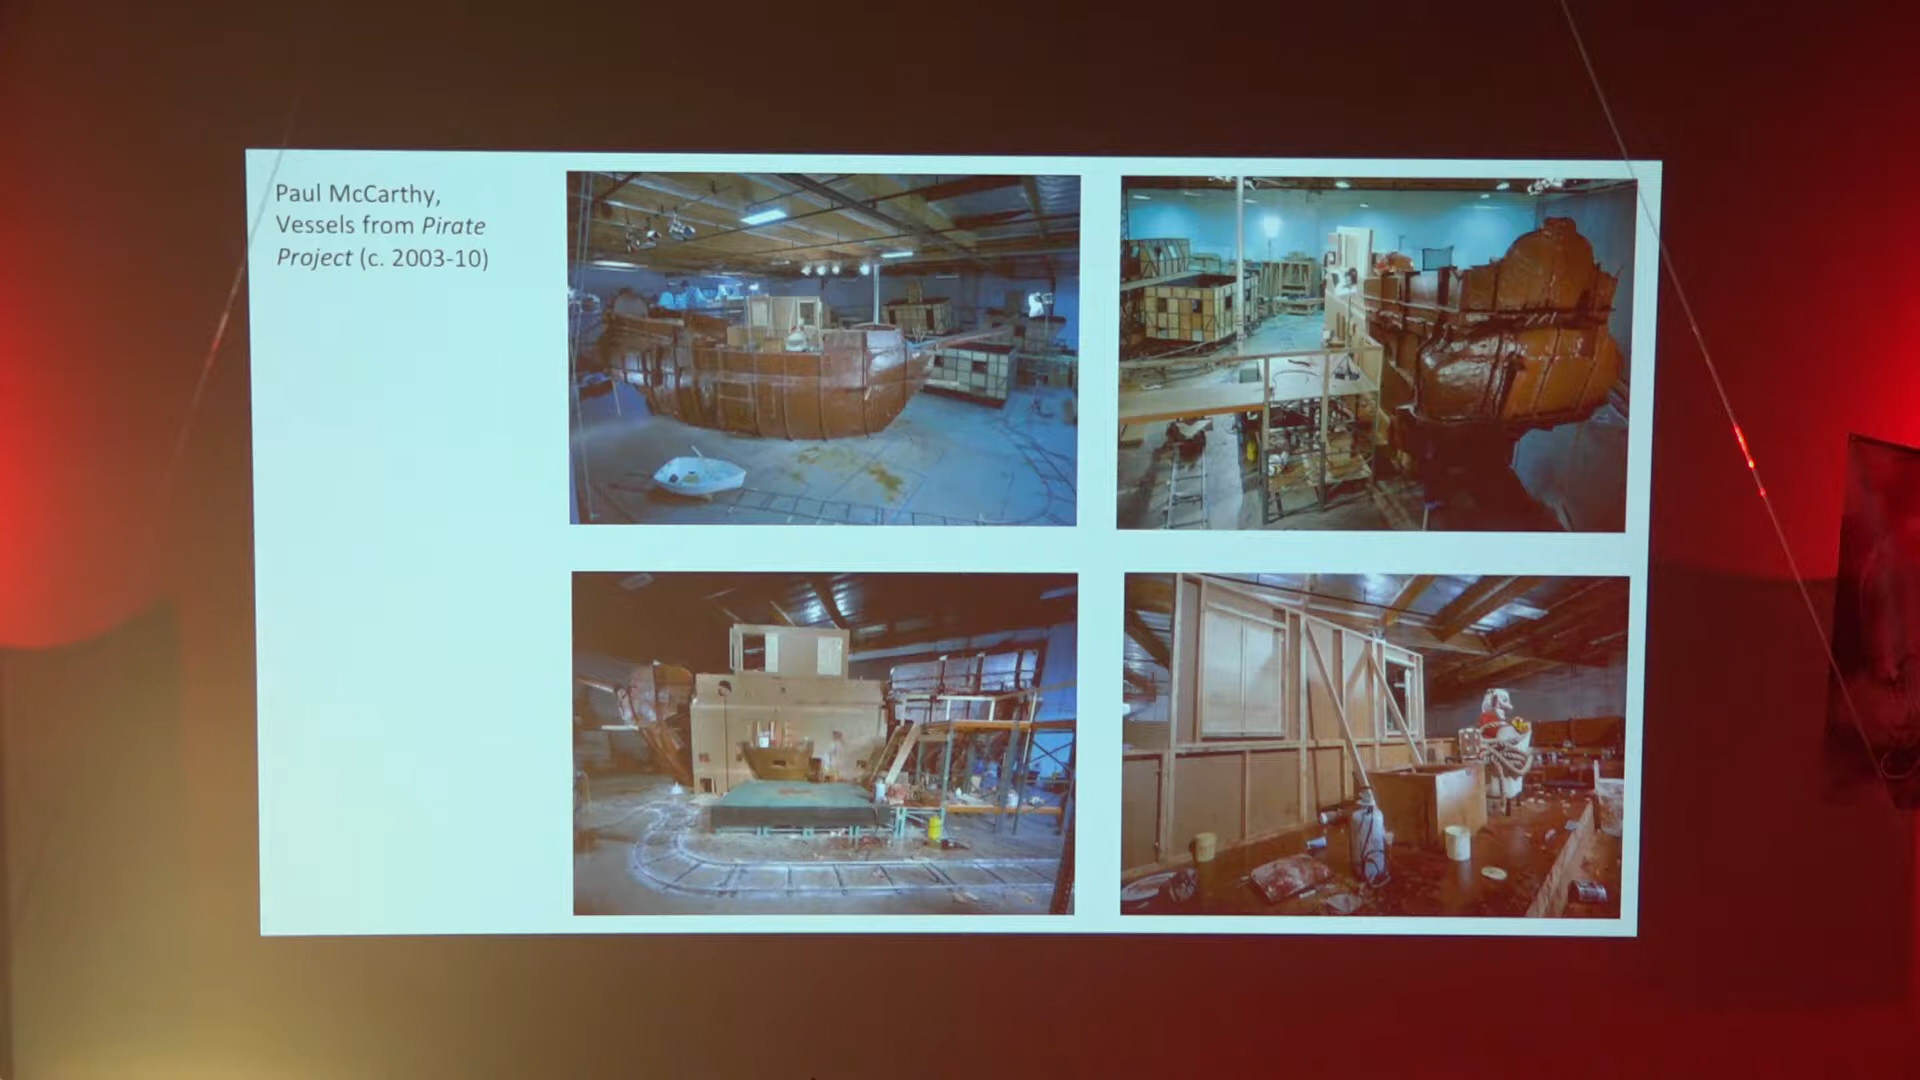 Paul McCarthy,
Vessels from Pirate
Project (c. 2003-10)